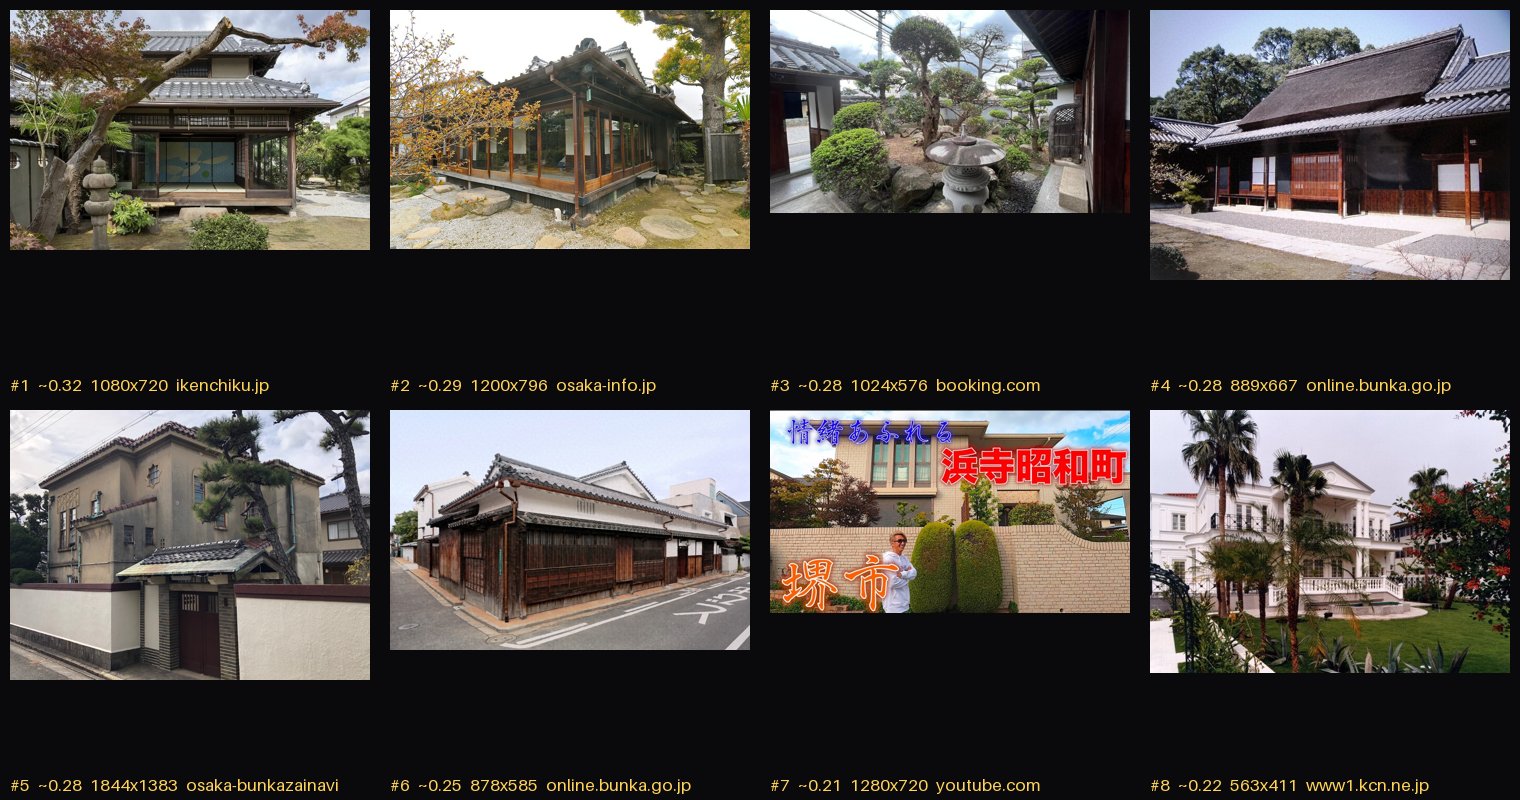 #1 ~0.32 1080x720 ikenchiku.jp
#2 ~0.29 1200x796 osaka-info.jp
#3 ~0.28 1024x576 booking.com
#4 ~0.28 889x667 online.bunka.go.jp
情緒あふれる
浜寺昭和町
堺市
#5 ~0.28 1844x1383 osaka-bunkazainavi
#6 ~0.25 878x585 online.bunka.go.jp
#7 ~0.21 1280x720 youtube.com
#8 ~0.22 563x411 www1.kcn.ne.jp